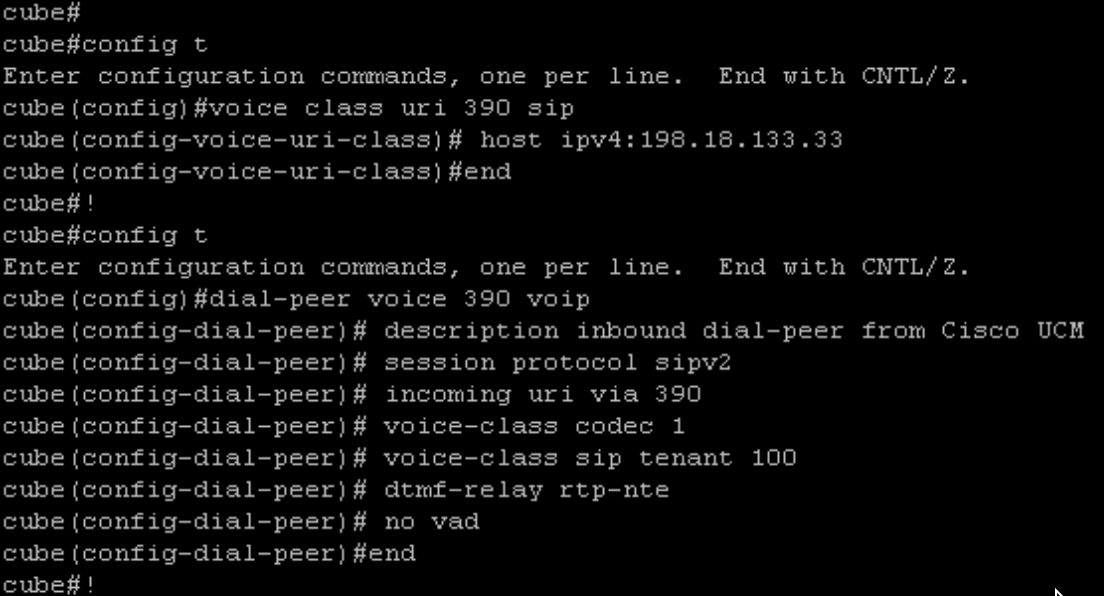 cube#
cube#config t
Enter configuration commands, one per line.  End with CNTL/Z.
cube(config)#voice class uri 390 sip
cube(config-voice-uri-class)# host ipv4:198.18.133.33
cube(config-voice-uri-class)#end
cube#!
cube#config t
Enter configuration commands, one per line.  End with CNTL/Z.
cube(config)#dial-peer voice 390 voip
cube(config-dial-peer)# description inbound dial-peer from Cisco UCM
cube(config-dial-peer)# session protocol sipv2
cube(config-dial-peer)# incoming uri via 390
cube(config-dial-peer)# voice-class codec 1
cube(config-dial-peer)# voice-class sip tenant 100
cube(config-dial-peer)# dtmf-relay rtp-nte
cube(config-dial-peer)# no vad
cube(config-dial-peer)#end
cube#!